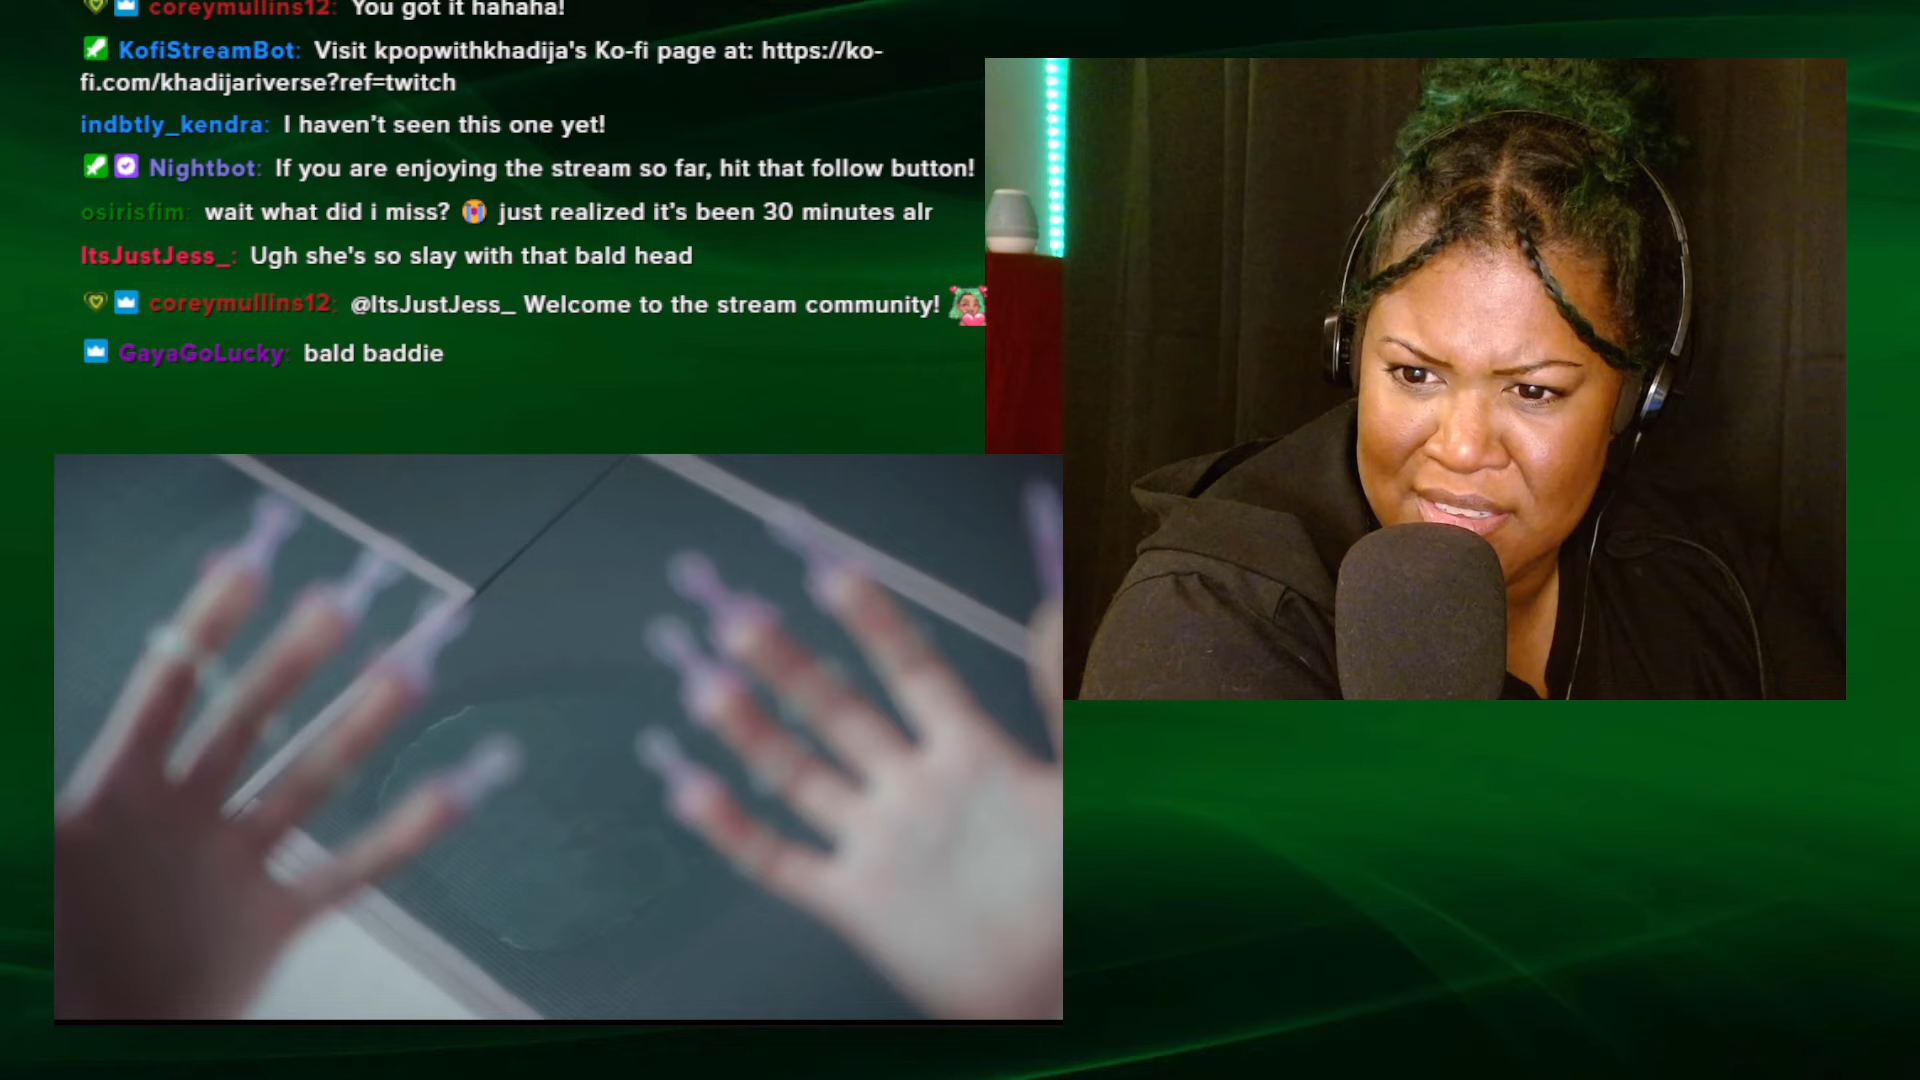 coreymullins12: You got it hahaha!
KofiStreamBot: Visit kpopwithkhadija's Ko-fi page at: https://ko-
fi.com/khadijariverse?ref=twitch
indbtly_kendra: I haven't seen this one yet!
Nightbot: If you are enjoying the stream so far, hit that follow button!
osirisfim: wait what did i miss? 😭 just realized it's been 30 minutes alr
ItsJustJess_: Ugh she's so slay with that bald head
coreymullins12: @ItsJustJess_ Welcome to the stream community!
GayaGoLucky: bald baddie